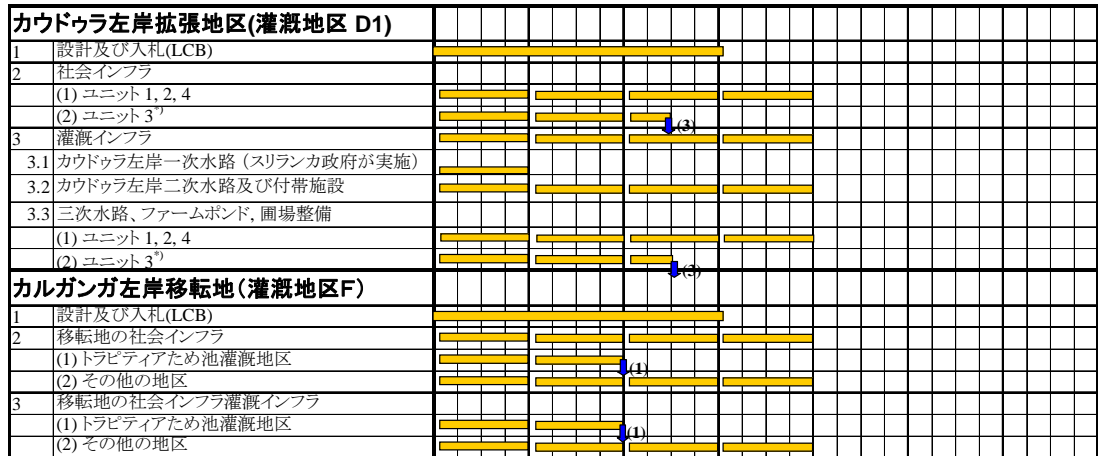 カウドゥラ左岸拡張地区(灌漑地区 D1)
1 設計及び入札(LCB)
2 社会インフラ
(1) ユニット 1, 2, 4
(2) ユニット 3*)
(3)
3 灌漑インフラ
3.1 カウドゥラ左岸一次水路 (スリランカ政府が実施)
3.2 カウドゥラ左岸二次水路及び付帯施設
3.3 三次水路、ファームポンド, 圃場整備
(1) ユニット 1, 2, 4
(2) ユニット 3*)
(3)
カルガンガ左岸移転地(灌漑地区F)
1 設計及び入札(LCB)
2 移転地の社会インフラ
(1) トラピティアため池灌漑地区
(1)
(2) その他の地区
3 移転地の社会インフラ灌漑インフラ
(1) トラピティアため池灌漑地区
(1)
(2) その他の地区